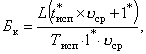 Б_к = L(t*_исп · υ_ср + 1*) / T_исп · 1* · υ_ср,